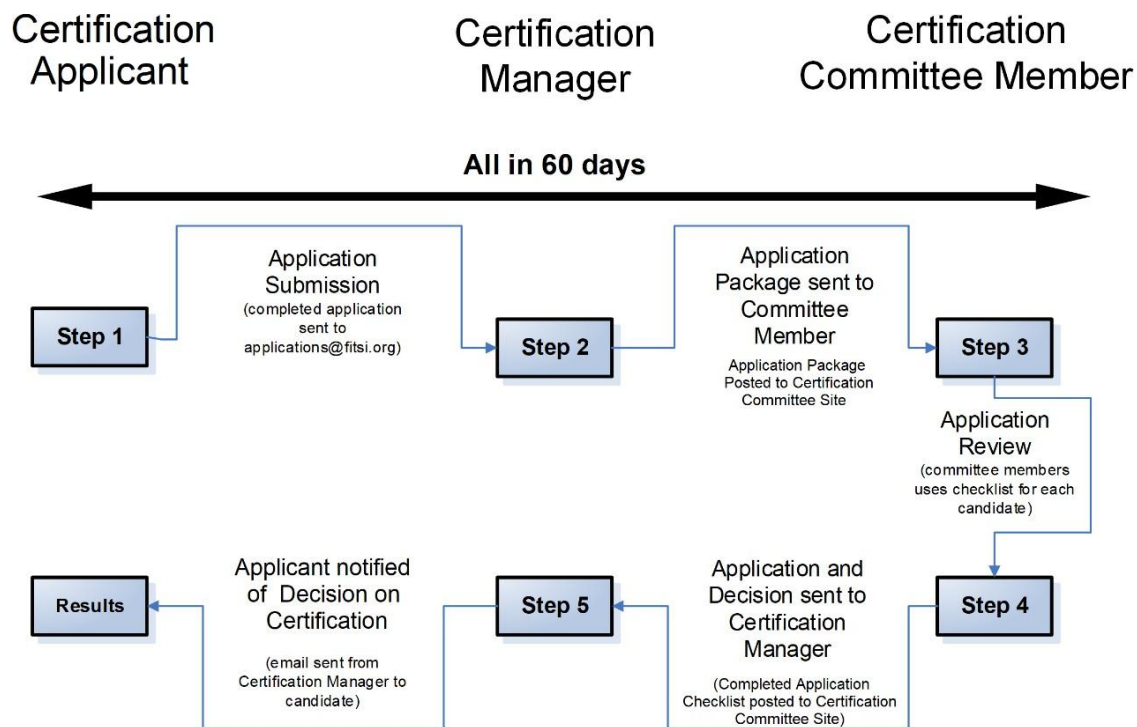 Certification
Applicant
Certification
Manager
Certification
Committee Member
All in 60 days
Step 1
Application
Submission
(completed application
sent to
applications@fitsi.org)
Step 2
Application
Package sent to
Committee
Member
Application Package
Posted to Certification
Committee Site
Step 3
Application
Review
(committee members
uses checklist for each
candidate)
Step 4
Application and
Decision sent to
Certification
Manager
(Completed Application
Checklist posted to Certification
Committee Site)
Step 5
Applicant notified
of Decision on
Certification
(email sent from
Certification Manager to
candidate)
Results